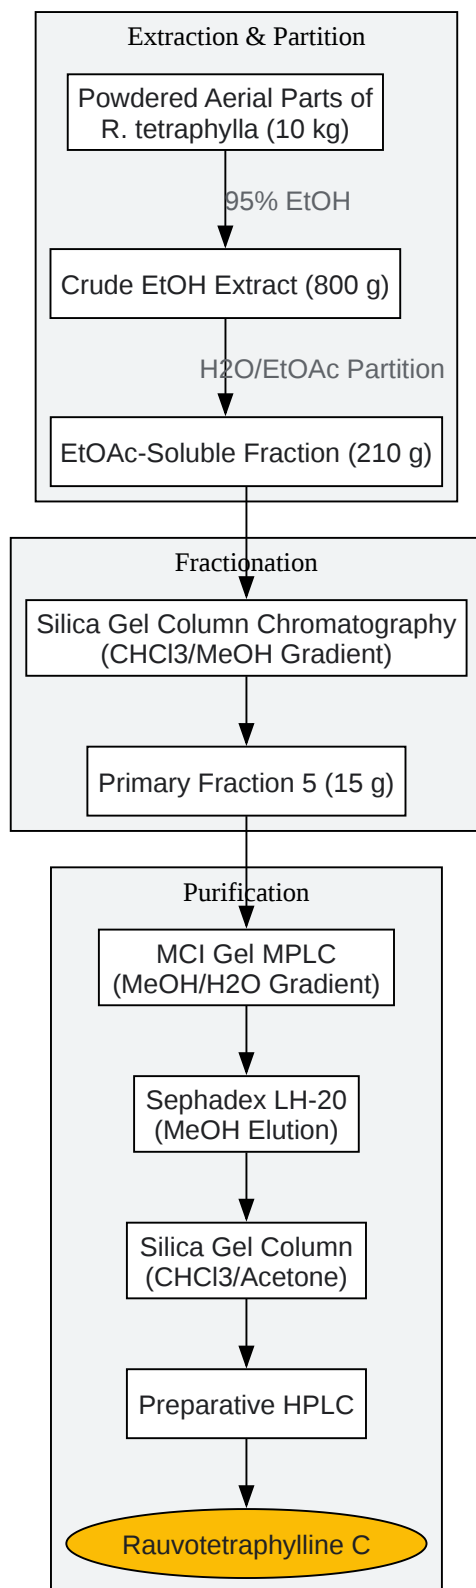 Extraction & Partition
Powdered Aerial Parts of
R. tetraphylla (10 kg)
95% EtOH
Crude EtOH Extract (800 g)
H2O/EtOAc Partition
EtOAc-Soluble Fraction (210 g)
Fractionation
Silica Gel Column Chromatography
(CHCl3/MeOH Gradient)
Primary Fraction 5 (15 g)
Purification
MCI Gel MPLC
(MeOH/H2O Gradient)
Sephadex LH-20
(MeOH Elution)
Silica Gel Column
(CHCl3/Acetone)
Preparative HPLC
Rauvotetraphylline C